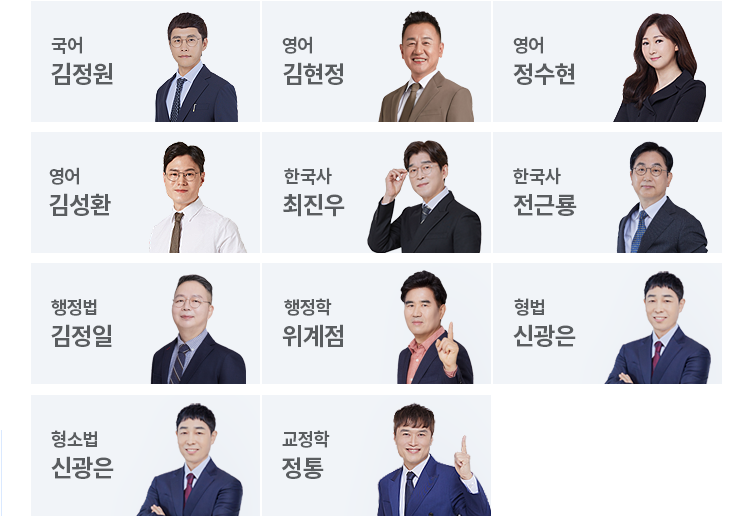 국어
김정원
영어
김현정
영어
정수현
영어
김성환
한국사
최진우
한국사
전근룡
행정법
김정일
행정학
위계점
형법
신광은
형소법
신광은
교정학
정통